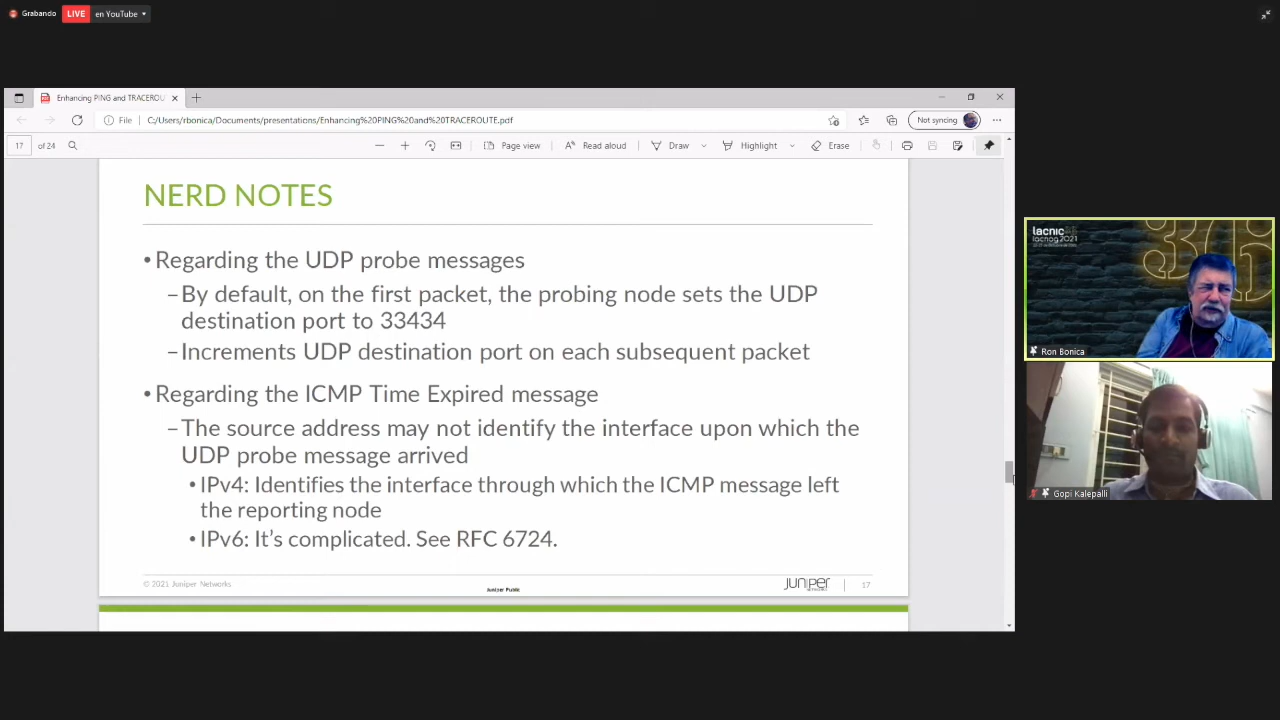 Grabando
LIVE
en YouTube
Enhancing PING and TRACEROU
File
C:/Users/rbonica/Documents/presentations/Enhancing%20PING%20and%20TRACEROUTE.pdf
Not syncing
17 of 24
Page view
Read aloud
Draw
Highlight
Erase
NERD NOTES
• Regarding the UDP probe messages
–By default, on the first packet, the probing node sets the UDP
destination port to 33434
–Increments UDP destination port on each subsequent packet
• Regarding the ICMP Time Expired message
–The source address may not identify the interface upon which the
UDP probe message arrived
• IPv4: Identifies the interface through which the ICMP message left
the reporting node
• IPv6: It's complicated. See RFC 6724.
© 2021 Juniper Networks
Juniper Public
JUNIPER
17
lacnic36
lacnog2021
36
Ron Bonica
Gopi Kalepalli